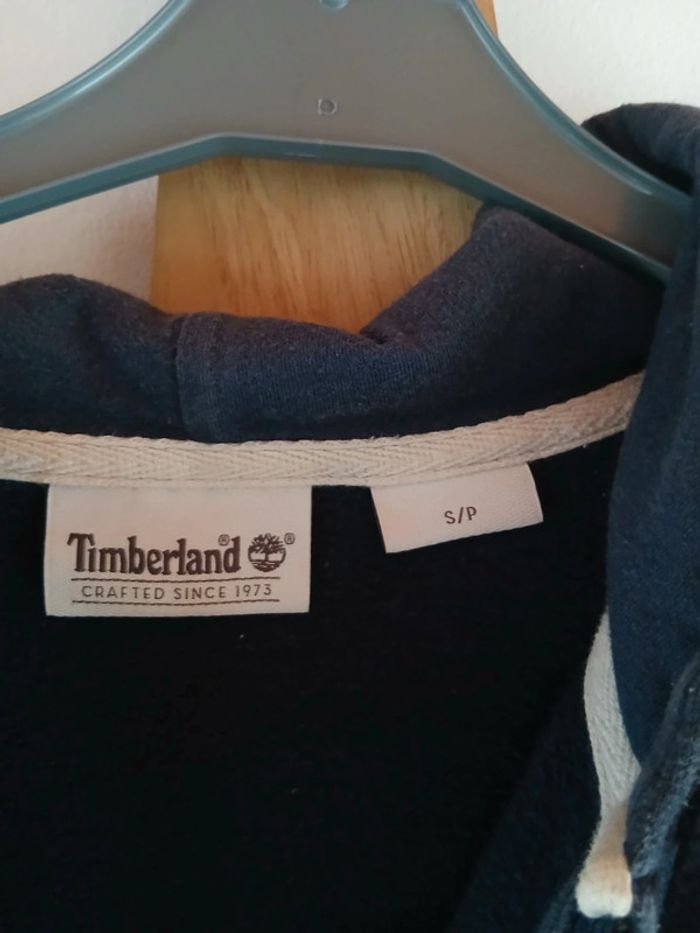 Timberland® ®
CRAFTED SINCE 1973
S/P